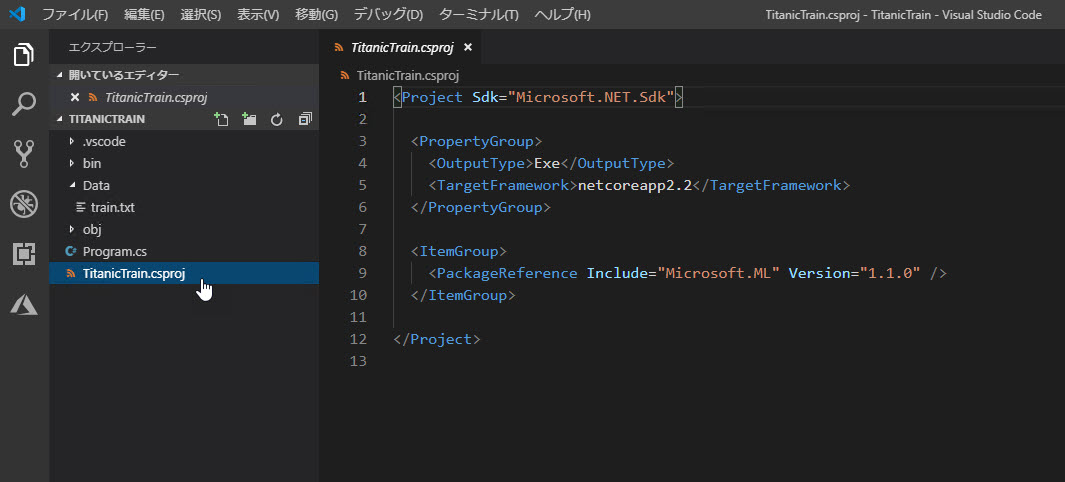 ファイル(F) 編集(E) 選択(S) 表示(V) 移動(G) デバッグ(D) ターミナル(T) ヘルプ(H) TitanicTrain.csproj - TitanicTrain - Visual Studio Code
エクスプローラー
開いているエディター
TitanicTrain.csproj
TITANICTRAIN
.vscode
bin
Data
train.txt
obj
Program.cs
TitanicTrain.csproj
TitanicTrain.csproj
TitanicTrain.csproj
1 <Project Sdk="Microsoft.NET.Sdk">
2
3 <PropertyGroup>
4 <OutputType>Exe</OutputType>
5 <TargetFramework>netcoreapp2.2</TargetFramework>
6 </PropertyGroup>
7
8 <ItemGroup>
9 <PackageReference Include="Microsoft.ML" Version="1.1.0" />
10 </ItemGroup>
11
12 </Project>
13